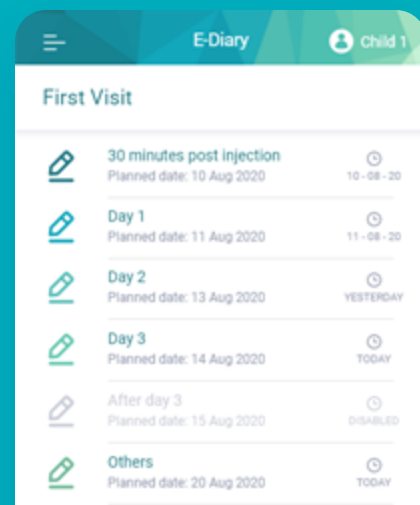 E-Diary
Child 1
First Visit
30 minutes post injection
Planned date: 10 Aug 2020
10 - 08 - 20
Day 1
Planned date: 11 Aug 2020
11 - 08 - 20
Day 2
Planned date: 13 Aug 2020
YESTERDAY
Day 3
Planned date: 14 Aug 2020
TODAY
After day 3
Planned date: 15 Aug 2020
DISABLED
Others
Planned date: 20 Aug 2020
TODAY